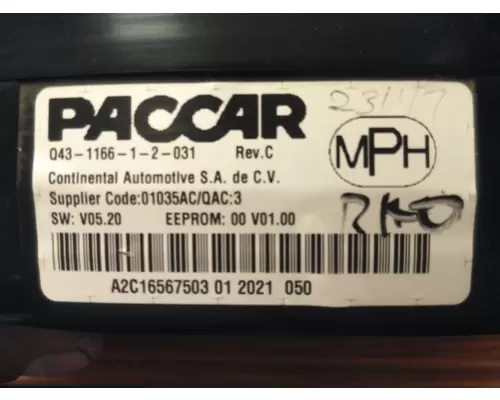 PACCAR
Q43-1166-1-2-031 Rev.C
Continental Automotive S.A. de C.V.
Supplier Code:01035AC/QAC:3
SW: V05.20 EEPROM: 00 V01.00
MPH
A2C16567503 01 2021 050